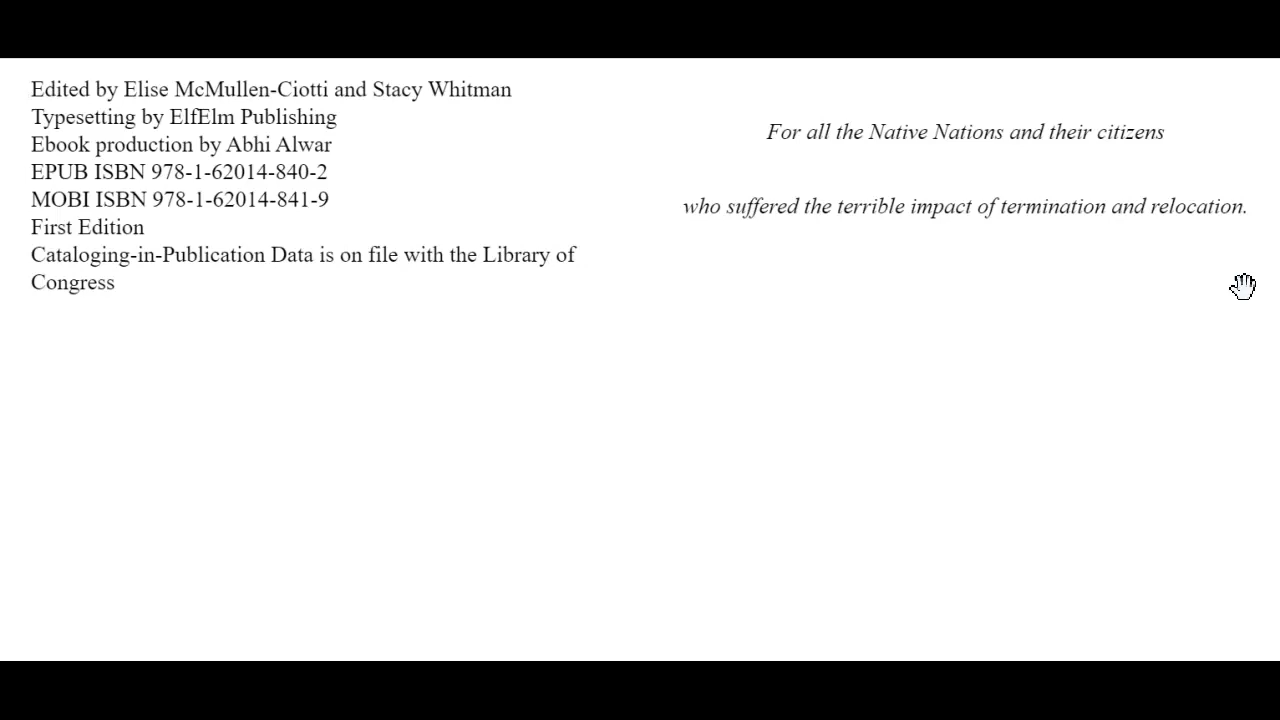 Edited by Elise McMullen-Ciotti and Stacy Whitman
Typesetting by ElfElm Publishing
Ebook production by Abhi Alwar
EPUB ISBN 978-1-62014-840-2
MOBI ISBN 978-1-62014-841-9
First Edition
Cataloging-in-Publication Data is on file with the Library of
Congress
For all the Native Nations and their citizens
who suffered the terrible impact of termination and relocation.